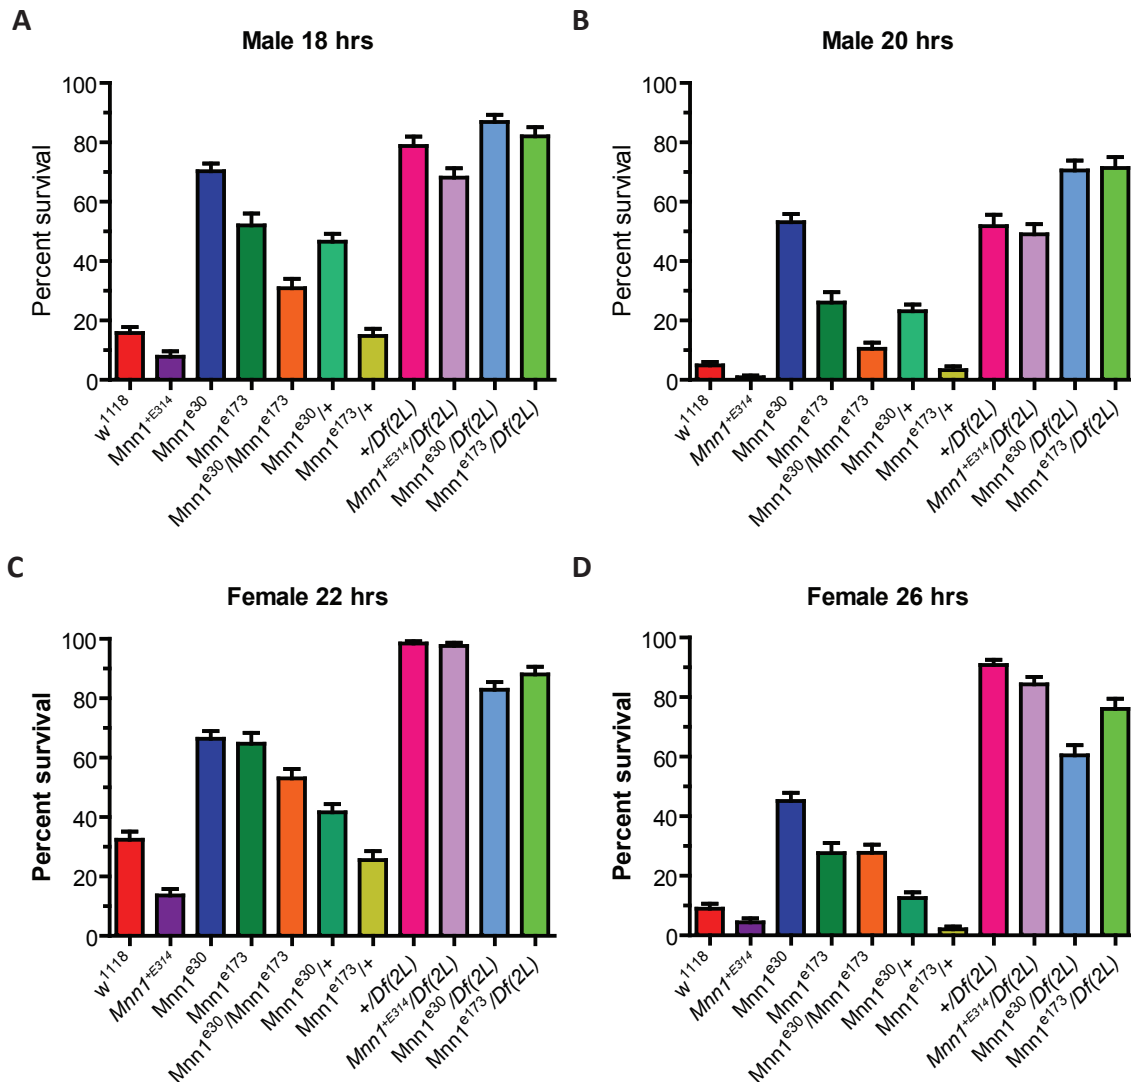 A
Male 18 hrs
Percent survival
100
80
60
40
20
0
w1118
Mnn1+E314
Mnn1e30
Mnn1e173
Mnn1e30/Mnn1e173
Mnn1e30/+
Mnn1e173/+
+/Df(2L)
Mnn1+E314/Df(2L)
Mnn1e30/Df(2L)
Mnn1e173/Df(2L)
B
Male 20 hrs
Percent survival
100
80
60
40
20
0
w1118
Mnn1+E314
Mnn1e30
Mnn1e173
Mnn1e30/Mnn1e173
Mnn1e30/+
Mnn1e173/+
+/Df(2L)
Mnn1+E314/Df(2L)
Mnn1e30/Df(2L)
Mnn1e173/Df(2L)
C
Female 22 hrs
Percent survival
100
80
60
40
20
0
w1118
Mnn1+E314
Mnn1e30
Mnn1e173
Mnn1e30/Mnn1e173
Mnn1e30/+
Mnn1e173/+
+/Df(2L)
Mnn1+E314/Df(2L)
Mnn1e30/Df(2L)
Mnn1e173/Df(2L)
D
Female 26 hrs
Percent survival
100
80
60
40
20
0
w1118
Mnn1+E314
Mnn1e30
Mnn1e173
Mnn1e30/Mnn1e173
Mnn1e30/+
Mnn1e173/+
+/Df(2L)
Mnn1+E314/Df(2L)
Mnn1e30/Df(2L)
Mnn1e173/Df(2L)